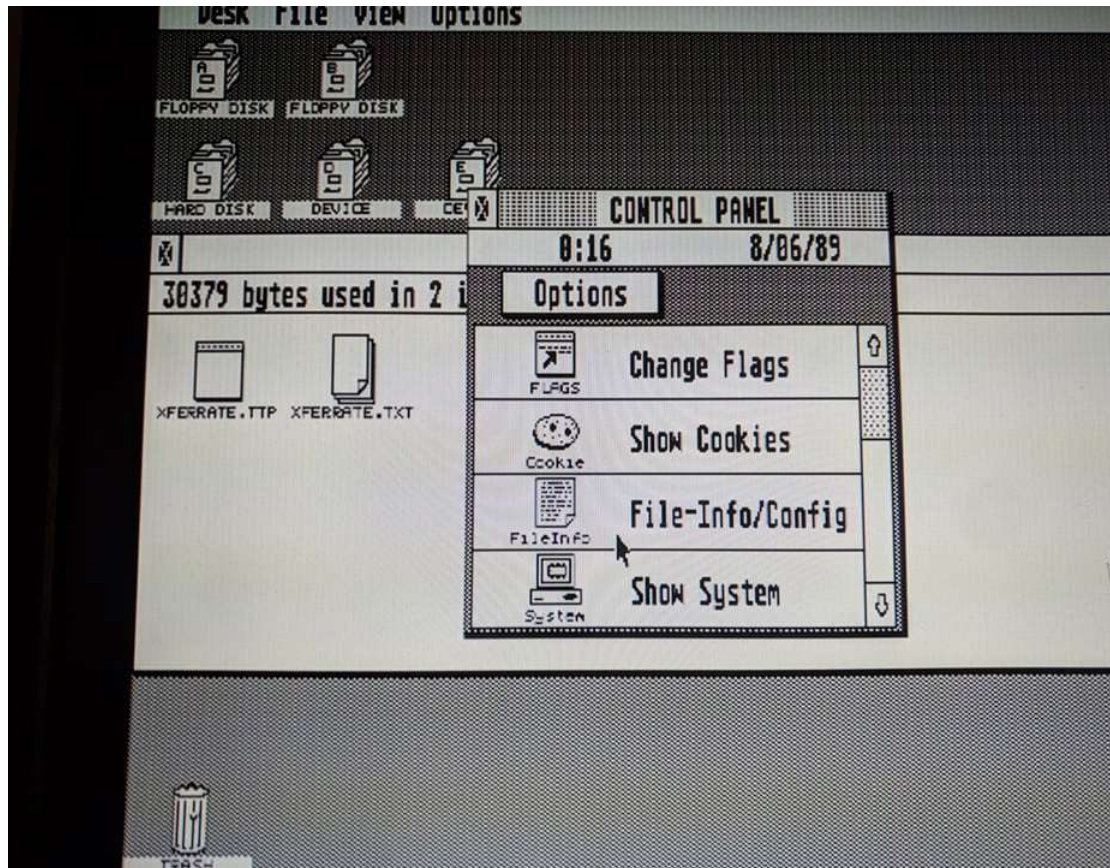 Desk File View Options
A B
FLOPPY DISK FLOPPY DISK
C D E
HARD DISK DEVICE
CONTROL PANEL
0:16 8/06/89
30379 bytes used in 2 i
Options
XFERRATE.TTP XFERRATE.TXT
FLAGS Change Flags
Cookie Show Cookies
FileInfo File-Info/Config
System Show System
TRASH